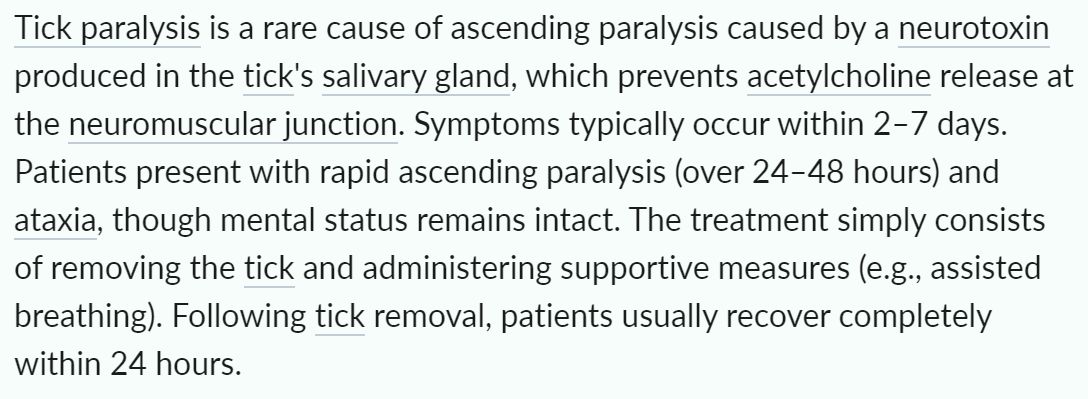 Tick paralysis is a rare cause of ascending paralysis caused by a neurotoxin
produced in the tick's salivary gland, which prevents acetylcholine release at
the neuromuscular junction. Symptoms typically occur within 2–7 days.
Patients present with rapid ascending paralysis (over 24–48 hours) and
ataxia, though mental status remains intact. The treatment simply consists
of removing the tick and administering supportive measures (e.g., assisted
breathing). Following tick removal, patients usually recover completely
within 24 hours.